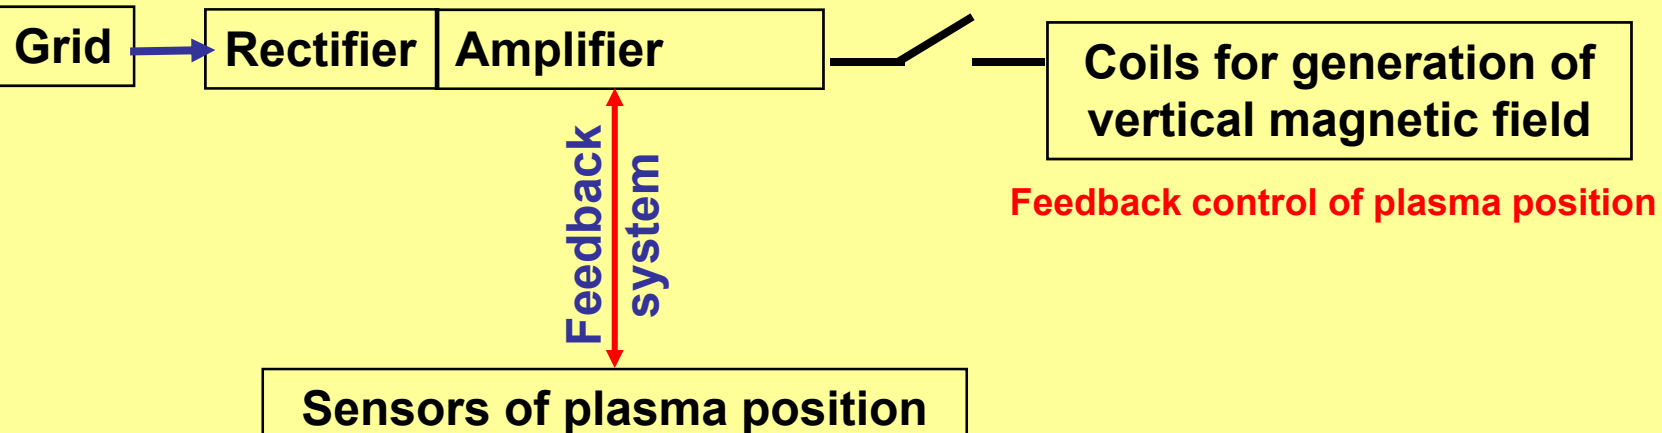 Grid
Rectifier
Amplifier
Coils for generation of
vertical magnetic field
Feedback control of plasma position
Feedback
system
Sensors of plasma position